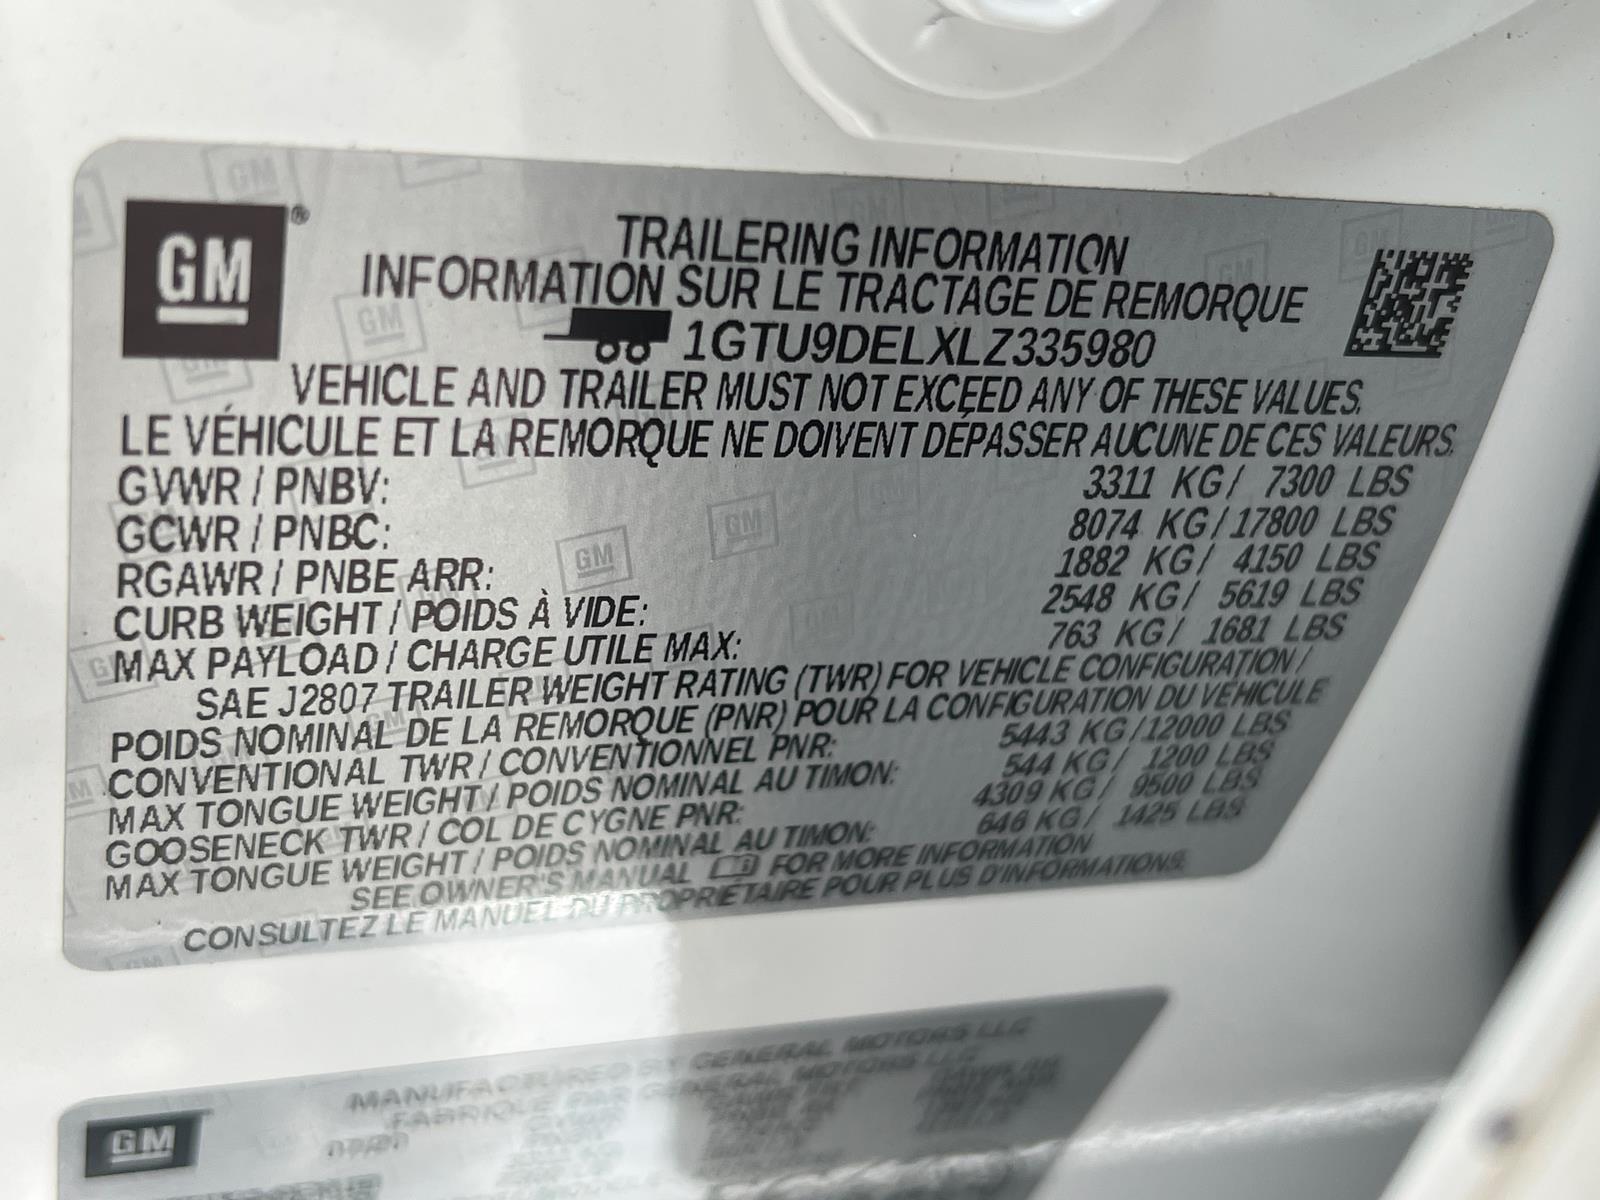 GM ®
TRAILERING INFORMATION
INFORMATION SUR LE TRACTAGE DE REMORQUE
1GTU9DELXLZ335980
VEHICLE AND TRAILER MUST NOT EXCEED ANY OF THESE VALUES.
LE VÉHICULE ET LA REMORQUE NE DOIVENT DÉPASSER AUCUNE DE CES VALEURS.
GVWR / PNBV: 3311 KG/ 7300 LBS
GCWR / PNBC: 8074 KG/17800 LBS
RGAWR / PNBE ARR: 1882 KG/ 4150 LBS
CURB WEIGHT / POIDS À VIDE: 2548 KG/ 5619 LBS
MAX PAYLOAD / CHARGE UTILE MAX: 763 KG/ 1681 LBS
SAE J2807 TRAILER WEIGHT RATING (TWR) FOR VEHICLE CONFIGURATION /
POIDS NOMINAL DE LA REMORQUE (PNR) POUR LA CONFIGURATION DU VÉHICULE
CONVENTIONAL TWR / CONVENTIONNEL PNR: 5443 KG/12000 LBS
MAX TONGUE WEIGHT / POIDS NOMINAL AU TIMON: 544 KG/ 1200 LBS
GOOSENECK TWR / COL DE CYGNE PNR: 4309 KG/ 9500 LBS
MAX TONGUE WEIGHT / POIDS NOMINAL AU TIMON: 646 KG/ 1425 LBS
SEE OWNER'S MANUAL FOR MORE INFORMATION
CONSULTEZ LE MANUEL DU PROPRIÉTAIRE POUR PLUS D'INFORMATIONS.
GM
MANUFACTURED BY GENERAL MOTORS LLC
FABRIQUE PAR GENERAL MOTORS LLC